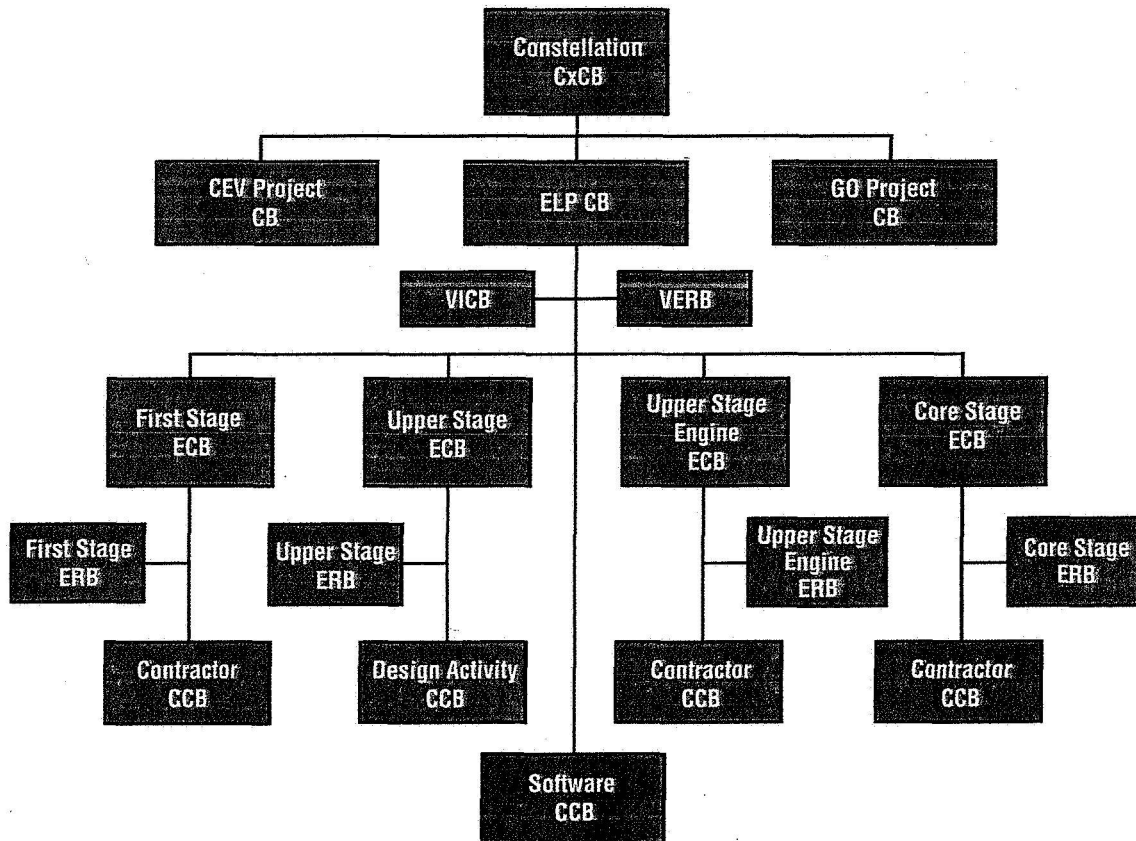 Constellation
CxCB
CEV Project
CB
ELP CB
GO Project
CB
VICB
VERB
First Stage
ECB
Upper Stage
ECB
Upper Stage
Engine
ECB
Core Stage
ECB
First Stage
ERB
Upper Stage
ERB
Upper Stage
Engine
ERB
Core Stage
ERB
Contractor
CCB
Design Activity
CCB
Contractor
CCB
Contractor
CCB
Software
CCB